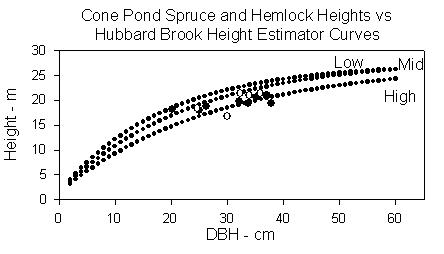 Cone Pond Spruce and Hemlock Heights vs
Hubbard Brook Height Estimator Curves
Height - m
30
25
20
15
10
5
0
Low
Mid
High
0 10 20 30 40 50 60
DBH - cm